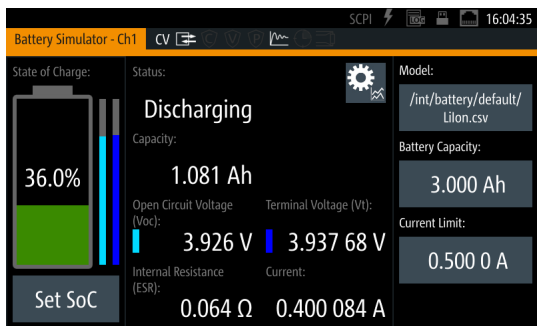 SCPI LOG 16:04:35
Battery Simulator - Ch1 CV
State of Charge:
36.0%
Set SoC
Status:
Discharging
Capacity:
1.081 Ah
Open Circuit Voltage
(Voc):
3.926 V
Terminal Voltage (Vt):
3.937 68 V
Internal Resistance
(ESR):
0.064 Ω
Current:
0.400 084 A
Model:
/int/battery/default/
LiIon.csv
Battery Capacity:
3.000 Ah
Current Limit:
0.500 0 A